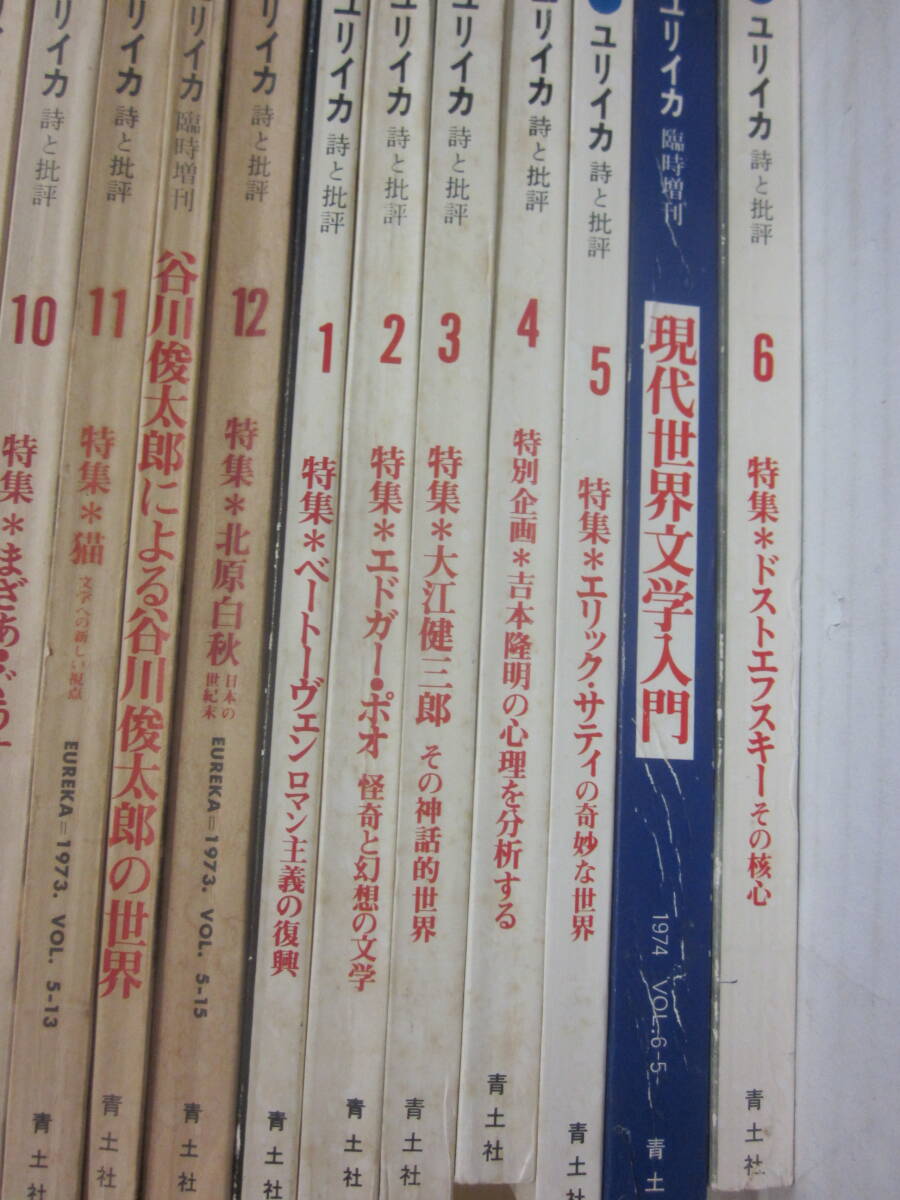 リイカ 詩と批評
10
特集＊まざあ・ぐうす
リイカ 詩と批評
11
特集＊猫 文学への新しい視点
EUREKA=1973. VOL. 5-13
青土社
リイカ 臨時増刊
谷川俊太郎による谷川俊太郎の世界
青土社
リイカ 詩と批評
12
特集＊北原白秋 日本の世紀末
EUREKA=1973. VOL. 5-15
青土社
リイカ 詩と批評
1
特集＊ベートーヴェン ロマン主義の復興
青土社
ユリイカ 詩と批評
2
特集＊エドガー・ポオ 怪奇と幻想の文学
青土社
ユリイカ 詩と批評
3
特集＊大江健三郎 その神話的世界
青土社
ユリイカ 詩と批評
4
特別企画＊吉本隆明の心理を分析する
青土社
ユリイカ 詩と批評
5
特集＊エリック・サティの奇妙な世界
青土社
ユリイカ 臨時増刊
現代世界文学入門
1974 VOL.6-5
青土
ユリイカ 詩と批評
6
特集＊ドストエフスキー その核心
青土社